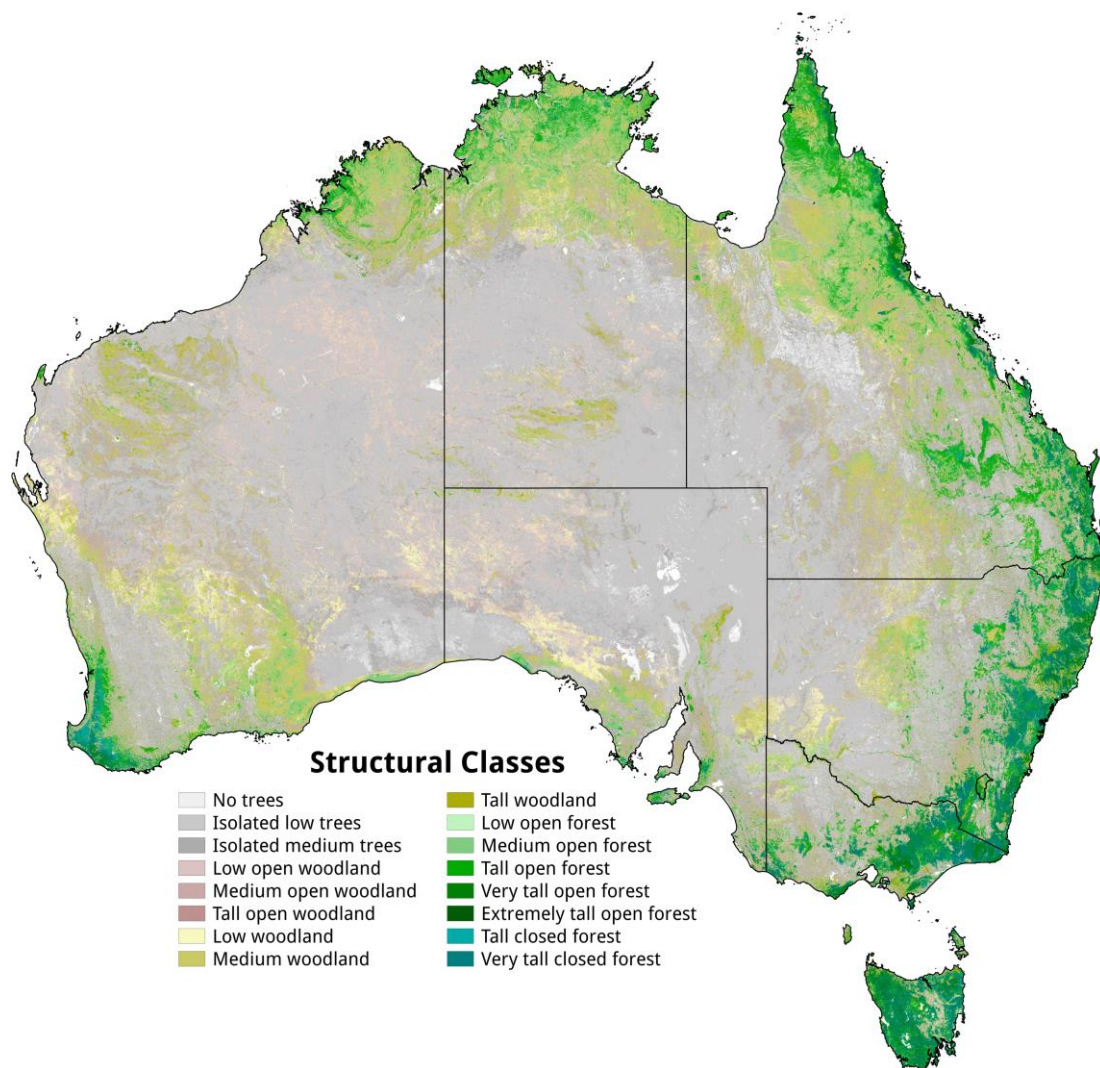 Structural Classes
No trees
Isolated low trees
Isolated medium trees
Low open woodland
Medium open woodland
Tall open woodland
Low woodland
Medium woodland
Tall woodland
Low open forest
Medium open forest
Tall open forest
Very tall open forest
Extremely tall open forest
Tall closed forest
Very tall closed forest